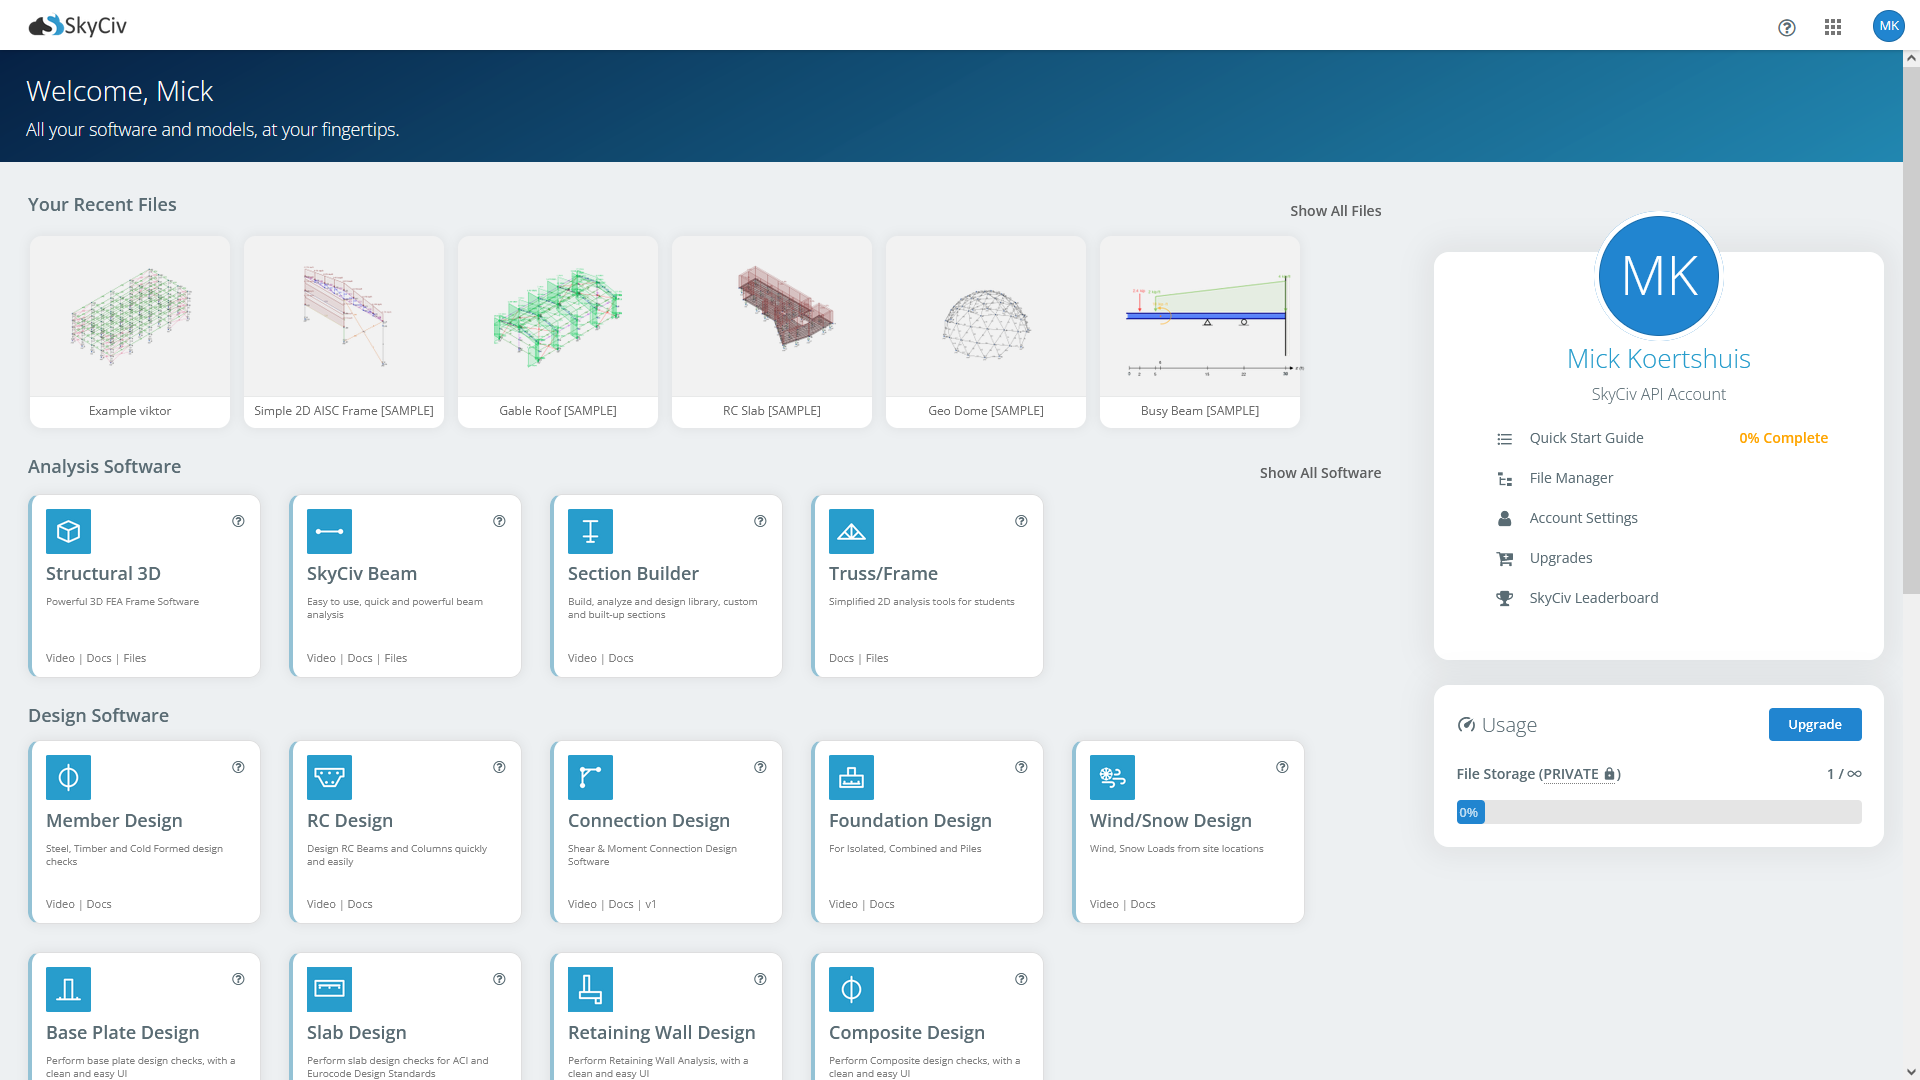 SkyCiv
MK
Welcome, Mick
All your software and models, at your fingertips.
Your Recent Files
Show All Files
Example viktor
Simple 2D AISC Frame [SAMPLE]
Gable Roof [SAMPLE]
RC Slab [SAMPLE]
Geo Dome [SAMPLE]
Busy Beam [SAMPLE]
Analysis Software
Show All Software
Structural 3D
Powerful 3D FEA Frame Software
Video | Docs | Files
SkyCiv Beam
Easy to use, quick and powerful beam
analysis
Video | Docs | Files
Section Builder
Build, analyze and design library, custom
and built-up sections
Video | Docs
Truss/Frame
Simplified 2D analysis tools for students
Docs | Files
Design Software
Member Design
Steel, Timber and Cold Formed design
checks
Video | Docs
RC Design
Design RC Beams and Columns quickly
and easily
Video | Docs
Connection Design
Shear & Moment Connection Design
Software
Video | Docs | v1
Foundation Design
For Isolated, Combined and Piles
Video | Docs
Wind/Snow Design
Wind, Snow Loads from site locations
Video | Docs
Base Plate Design
Perform base plate design checks, with a
clean and easy UI
Slab Design
Perform slab design checks for ACI and
Eurocode Design Standards
Retaining Wall Design
Perform Retaining Wall Analysis, with a
clean and easy UI
Composite Design
Perform Composite design checks, with a
clean and easy UI
MK
Mick Koertshuis
SkyCiv API Account
Quick Start Guide
0% Complete
File Manager
Account Settings
Upgrades
SkyCiv Leaderboard
Usage
Upgrade
File Storage (PRIVATE)
1 / ∞
0%